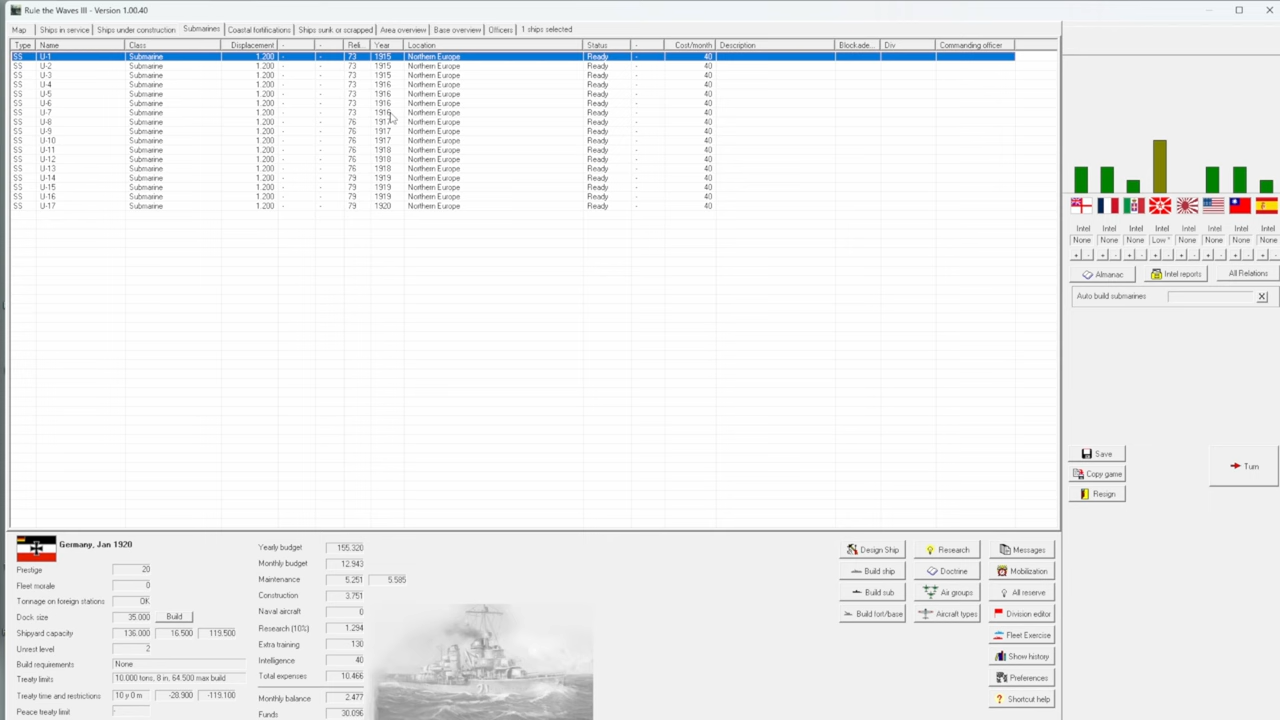 Rule the Waves III - Version 1.00.40
Map Ships in service Ships under construction Submarines Coastal fortifications Ships sunk or scrapped Area overview Base overview Officers 1 ships selected
Type Name Class Displacement - - Reli... Year Location Status - Cost/month Description Blockade... Div Commanding officer
SS U-1 Submarine 1.200 - - 73 1915 Northern Europe Ready - 40
SS U-2 Submarine 1.200 - - 73 1915 Northern Europe Ready - 40
SS U-3 Submarine 1.200 - - 73 1915 Northern Europe Ready - 40
SS U-4 Submarine 1.200 - - 73 1916 Northern Europe Ready - 40
SS U-5 Submarine 1.200 - - 73 1916 Northern Europe Ready - 40
SS U-6 Submarine 1.200 - - 73 1916 Northern Europe Ready - 40
SS U-7 Submarine 1.200 - - 73 1916 Northern Europe Ready - 40
SS U-8 Submarine 1.200 - - 76 1917 Northern Europe Ready - 40
SS U-9 Submarine 1.200 - - 76 1917 Northern Europe Ready - 40
SS U-10 Submarine 1.200 - - 76 1917 Northern Europe Ready - 40
SS U-11 Submarine 1.200 - - 76 1918 Northern Europe Ready - 40
SS U-12 Submarine 1.200 - - 76 1918 Northern Europe Ready - 40
SS U-13 Submarine 1.200 - - 76 1918 Northern Europe Ready - 40
SS U-14 Submarine 1.200 - - 79 1919 Northern Europe Ready - 40
SS U-15 Submarine 1.200 - - 79 1919 Northern Europe Ready - 40
SS U-16 Submarine 1.200 - - 79 1919 Northern Europe Ready - 40
SS U-17 Submarine 1.200 - - 79 1920 Northern Europe Ready - 40
Intel Intel Intel Intel Intel Intel Intel Intel
None None None Low * None None None None
+ - + - + - + - + - + - + - + -
Almanac Intel reports All Relations
Auto build submarines X
Save
Copy game
Resign
Turn
Germany, Jan 1920
Prestige 20
Fleet morale 0
Tonnage on foreign stations OK
Dock size 35.000 Build
Shipyard capacity 136.000 16.500 119.500
Unrest level 2
Build requirements None
Treaty limits 10.000 tons, 8 in, 64.500 max build
Treaty time and restrictions 10 y 0 m -28.900 -119.100
Peace treaty limit -
Yearly budget 155.320
Monthly budget 12.943
Maintenance 5.251 5.585
Construction 3.751
Naval aircraft 0
Research (10%) 1.294
Extra training 130
Intelligence 40
Total expenses 10.466
Monthly balance 2.477
Funds 30.096
Design Ship Research Messages
Build ship Doctrine Mobilization
Build sub Air groups All reserve
Build fort/base Aircraft types Division editor
Fleet Exercise
Show history
Preferences
Shortcut help